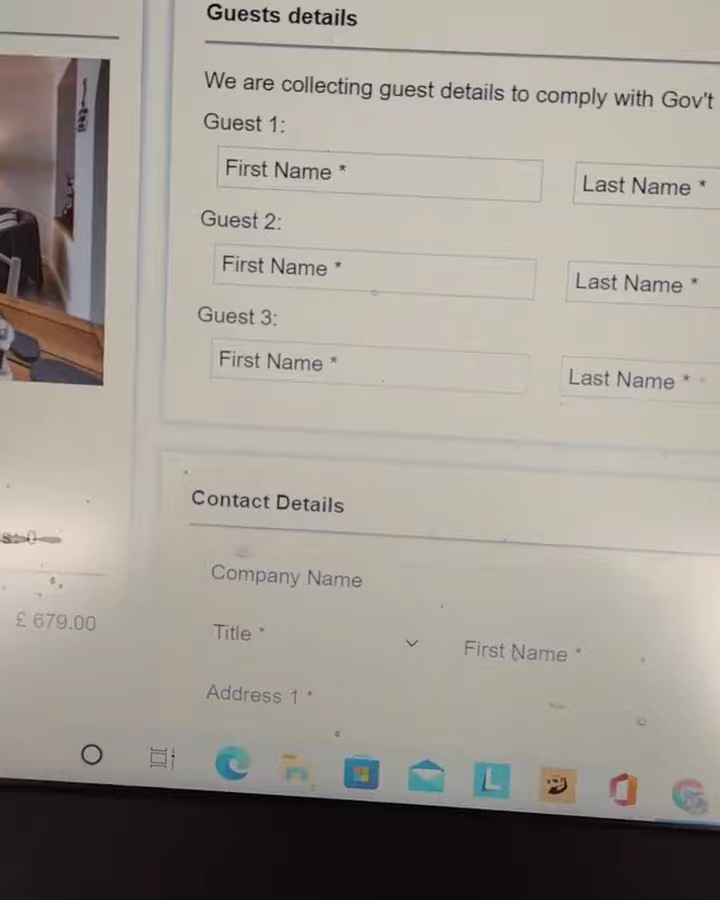 Guests details
We are collecting guest details to comply with Gov't
Guest 1:
First Name * Last Name *
Guest 2:
First Name * Last Name *
Guest 3:
First Name * Last Name *
Contact Details
Company Name
£ 679.00
Title * First Name *
Address 1 *
L